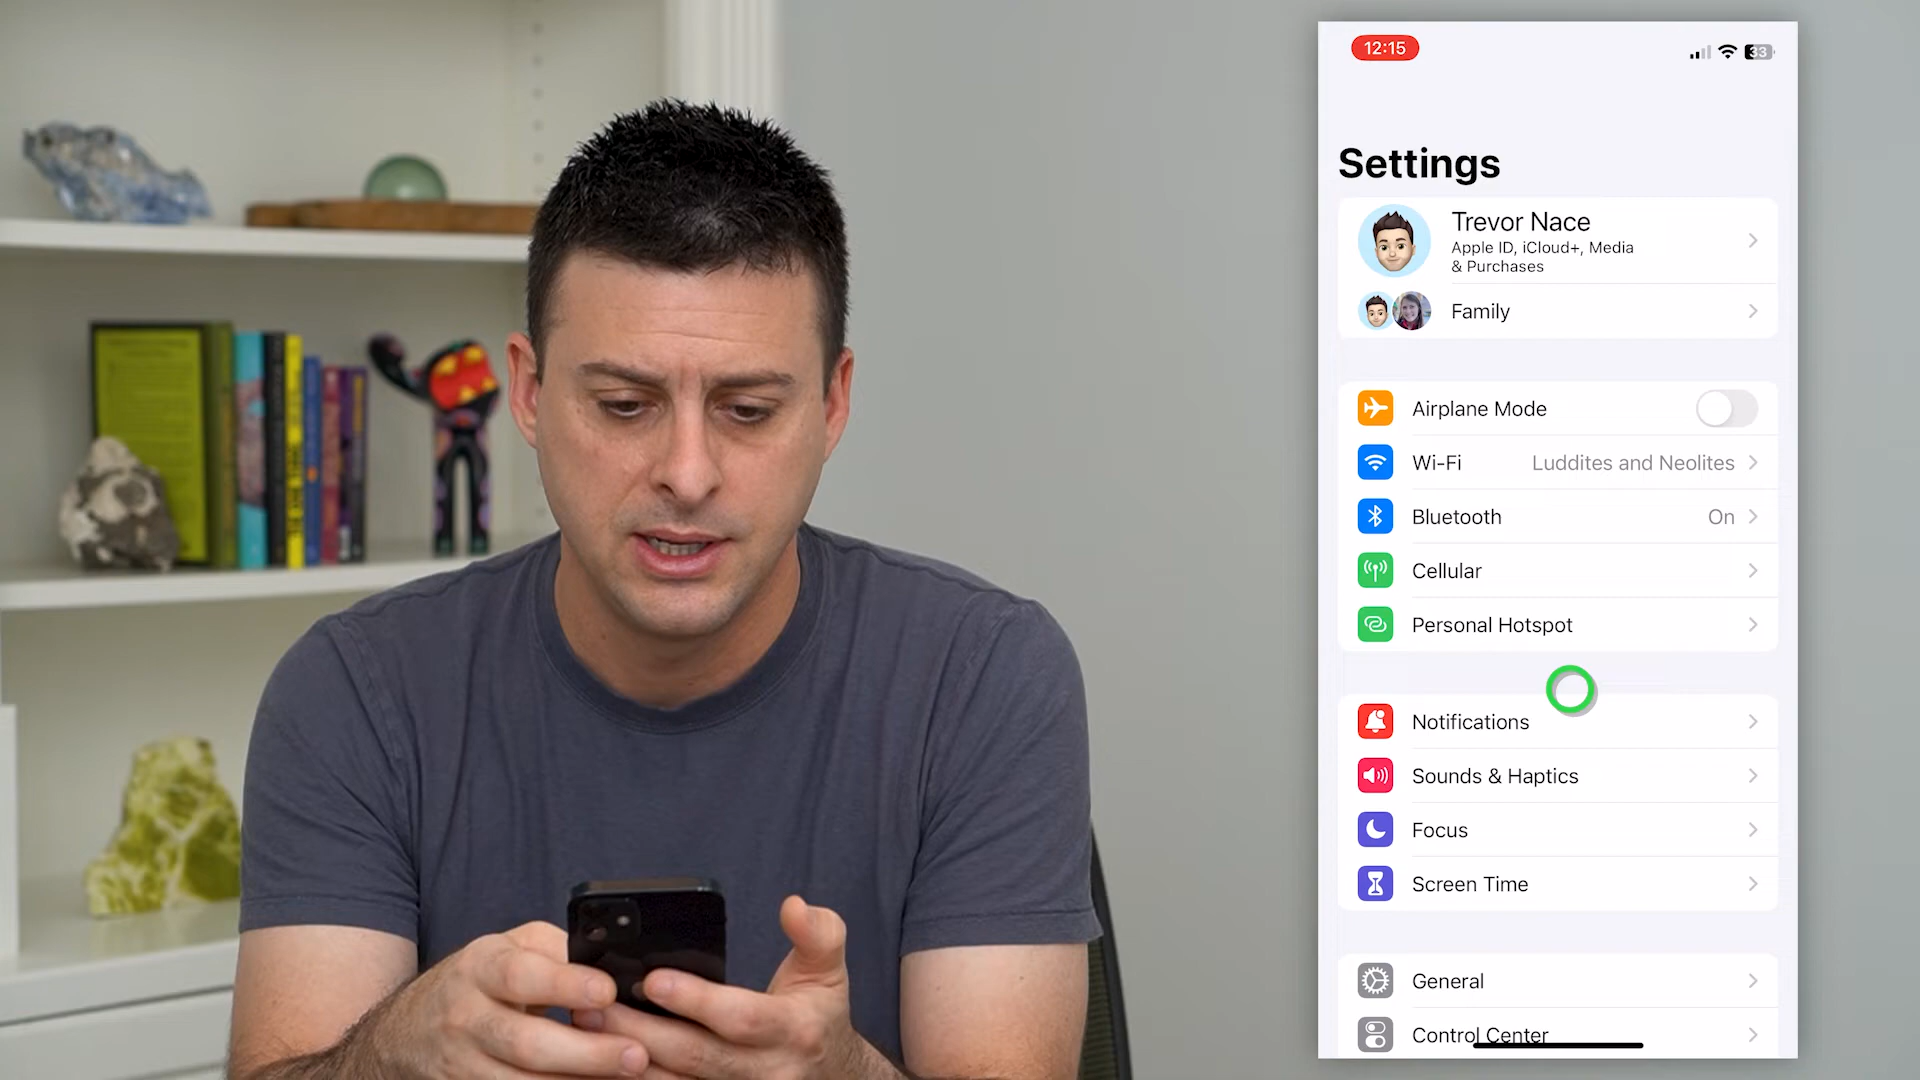 12:15
33
Settings
Trevor Nace
Apple ID, iCloud+, Media
& Purchases
Family
Airplane Mode
Wi-Fi Luddites and Neolites
Bluetooth On
Cellular
Personal Hotspot
Notifications
Sounds & Haptics
Focus
Screen Time
General
Control Center